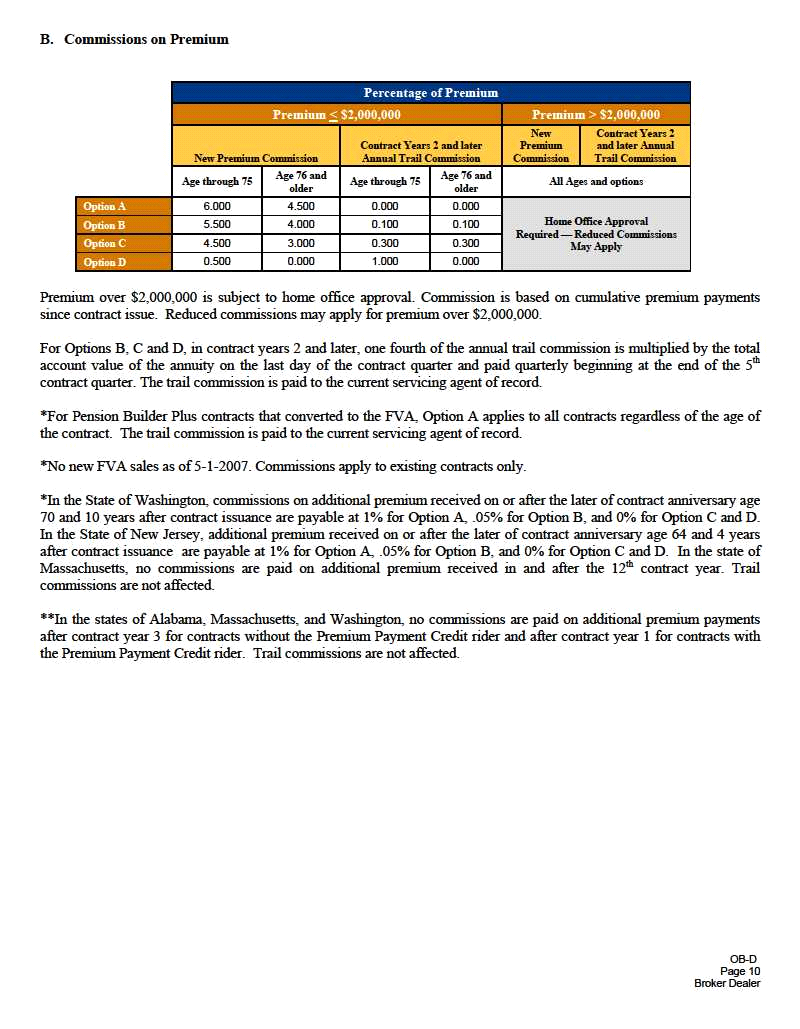 B. Commissions on Premium
Percentage of Premium
Premium ≤ $2,000,000 Premium > $2,000,000
New Premium Commission
Contract Years 2 and later
Annual Trail Commission
New
Premium
Commission
Contract Years 2
and later Annual
Trail Commission
Age through 75
Age 76 and
older
Age through 75
Age 76 and
older
All Ages and options
Option A 6.000 4.500 0.000 0.000
Option B 5.500 4.000 0.100 0.100
Option C 4.500 3.000 0.300 0.300
Option D 0.500 0.000 1.000 0.000
Home Office Approval
Required — Reduced Commissions
May Apply
Premium over $2,000,000 is subject to home office approval. Commission is based on cumulative premium payments
since contract issue. Reduced commissions may apply for premium over $2,000,000.
For Options B, C and D, in contract years 2 and later, one fourth of the annual trail commission is multiplied by the total
account value of the annuity on the last day of the contract quarter and paid quarterly beginning at the end of the 5th
contract quarter. The trail commission is paid to the current servicing agent of record.
*For Pension Builder Plus contracts that converted to the FVA, Option A applies to all contracts regardless of the age of
the contract. The trail commission is paid to the current servicing agent of record.
*No new FVA sales as of 5-1-2007. Commissions apply to existing contracts only.
*In the State of Washington, commissions on additional premium received on or after the later of contract anniversary age
70 and 10 years after contract issuance are payable at 1% for Option A, .05% for Option B, and 0% for Option C and D.
In the State of New Jersey, additional premium received on or after the later of contract anniversary age 64 and 4 years
after contract issuance are payable at 1% for Option A, .05% for Option B, and 0% for Option C and D. In the state of
Massachusetts, no commissions are paid on additional premium received in and after the 12th contract year. Trail
commissions are not affected.
**In the states of Alabama, Massachusetts, and Washington, no commissions are paid on additional premium payments
after contract year 3 for contracts without the Premium Payment Credit rider and after contract year 1 for contracts with
the Premium Payment Credit rider. Trail commissions are not affected.
OB-D
Page 10
Broker Dealer